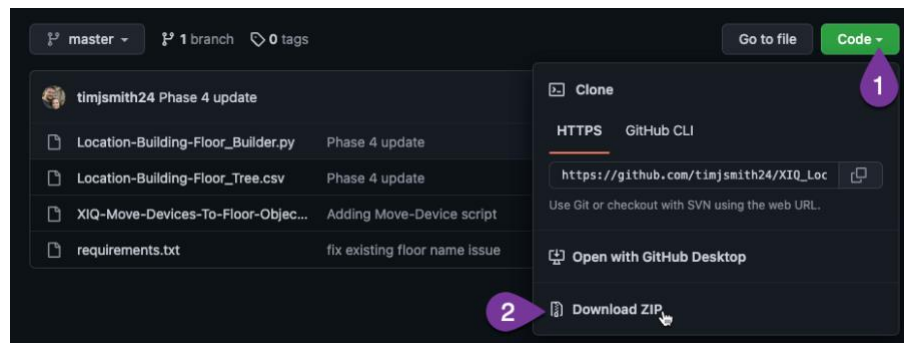 master 1 branch 0 tags Go to file Code
1
timjsmith24 Phase 4 update
Location-Building-Floor_Builder.py Phase 4 update
Location-Building-Floor_Tree.csv Phase 4 update
XIQ-Move-Devices-To-Floor-Objec... Adding Move-Device script
requirements.txt fix existing floor name issue
Clone
HTTPS GitHub CLI
https://github.com/timjsmith24/XIQ_Loc
Use Git or checkout with SVN using the web URL.
Open with GitHub Desktop
2 Download ZIP